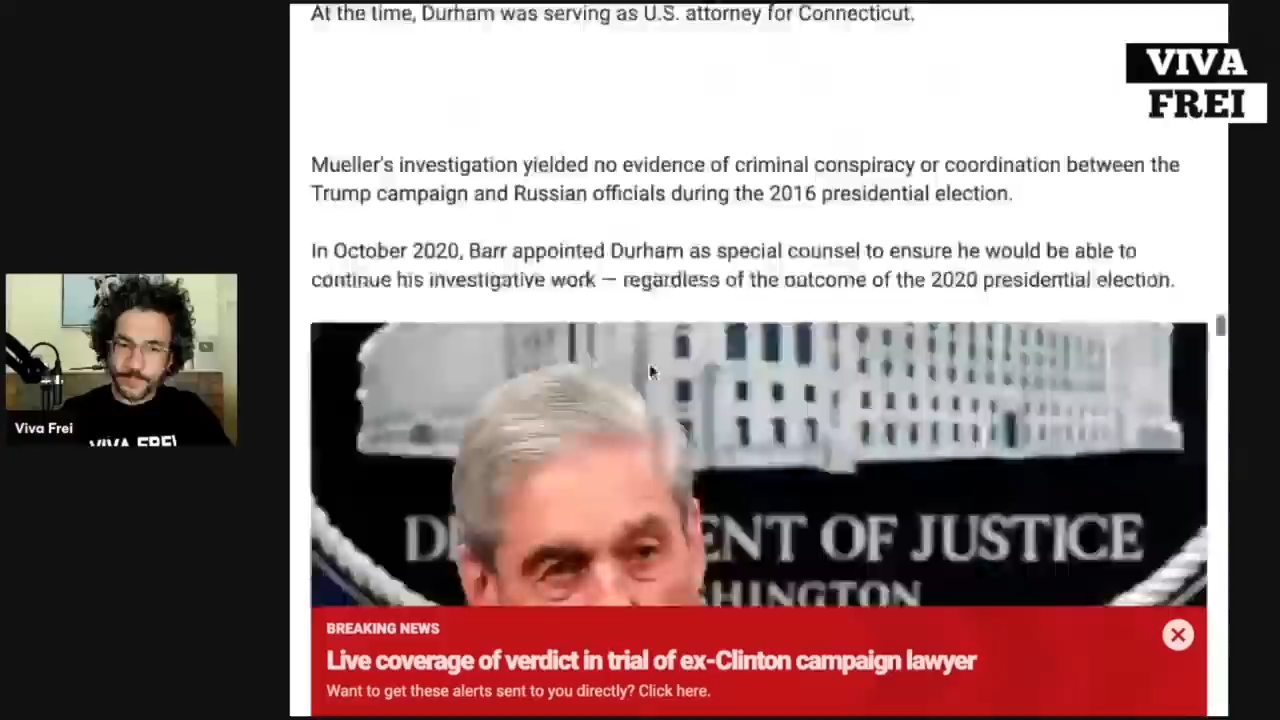 At the time, Durham was serving as U.S. attorney for Connecticut.
VIVA
FREI
Mueller's investigation yielded no evidence of criminal conspiracy or coordination between the
Trump campaign and Russian officials during the 2016 presidential election.
In October 2020, Barr appointed Durham as special counsel to ensure he would be able to
continue his investigative work — regardless of the outcome of the 2020 presidential election.
Viva Frei
VIVA FREI
OF JUSTICE
BREAKING NEWS
Live coverage of verdict in trial of ex-Clinton campaign lawyer
Want to get these alerts sent to you directly? Click here.